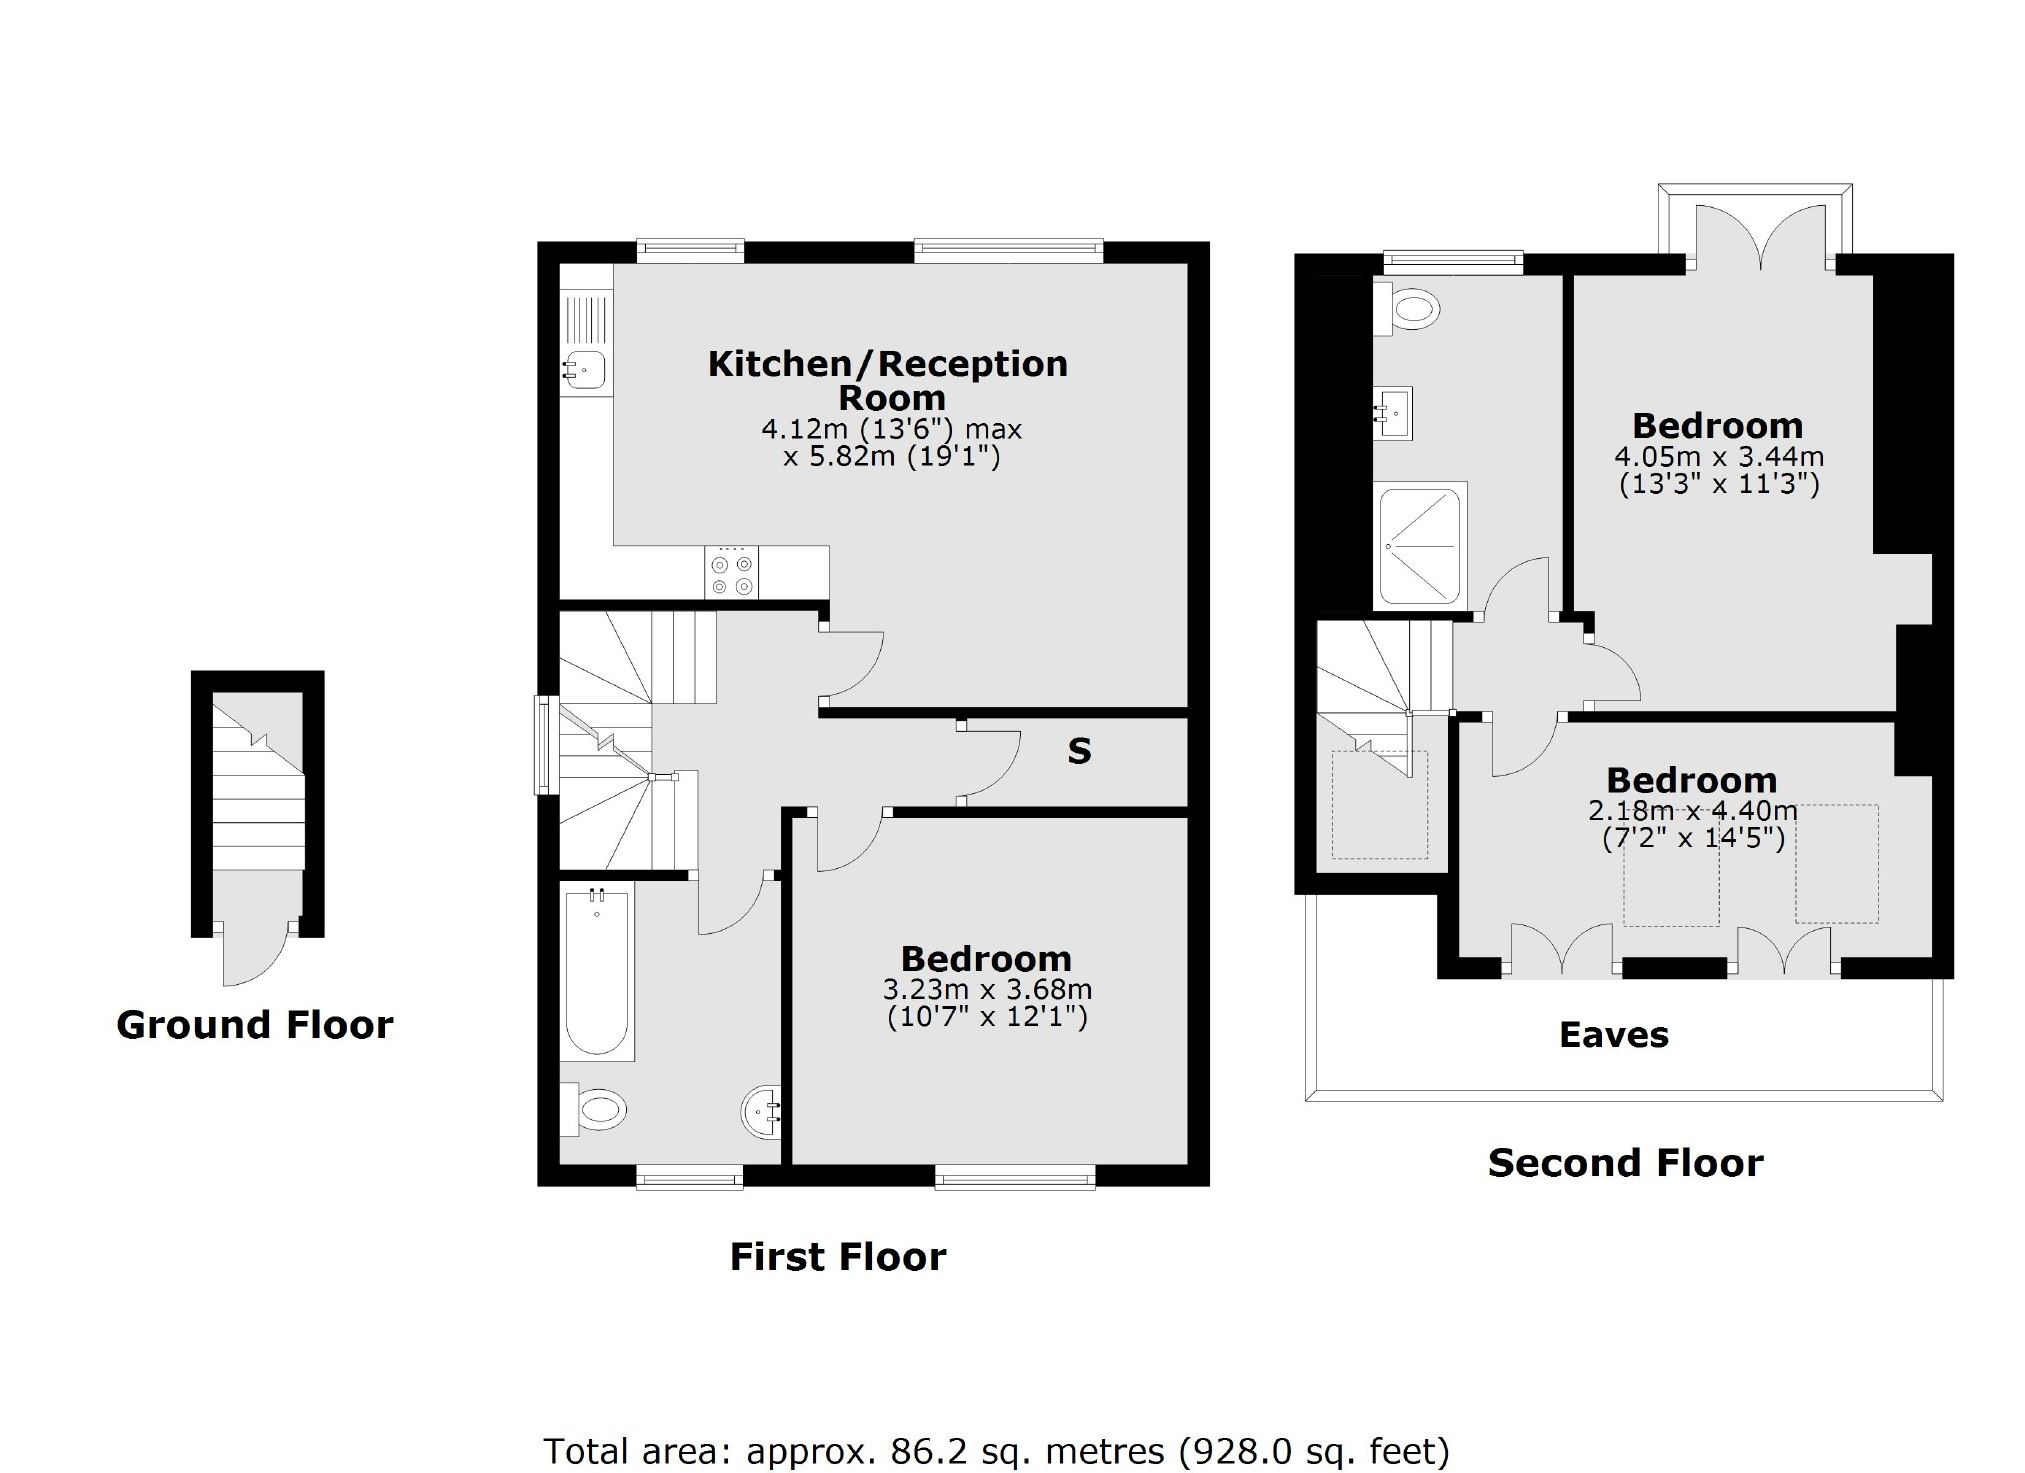 Kitchen/Reception
Room
4.12m (13'6") max
x 5.82m (19'1")
S
Bedroom
3.23m x 3.68m
(10'7" x 12'1")
Bedroom
4.05m x 3.44m
(13'3" x 11'3")
Bedroom
2.18m x 4.40m
(7'2" x 14'5")
Eaves
Ground Floor
First Floor
Second Floor
Total area: approx. 86.2 sq. metres (928.0 sq. feet)